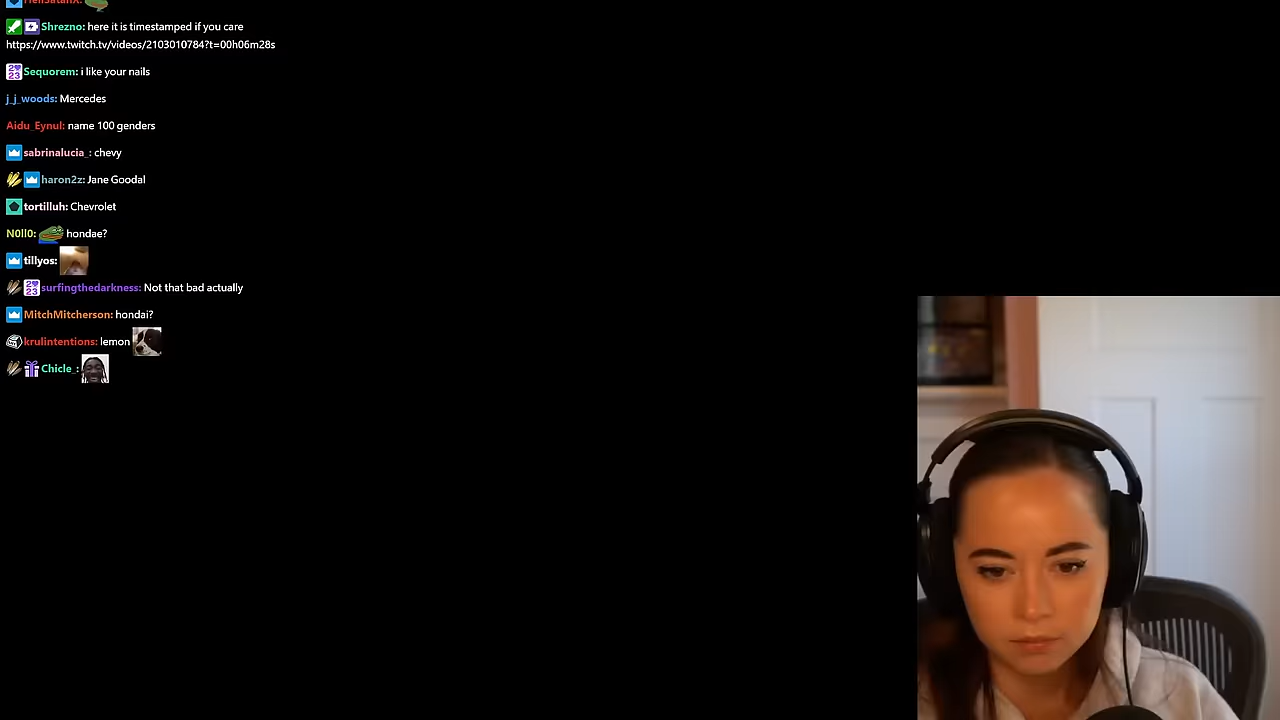 HellSatanX:
Shrezno: here it is timestamped if you care
https://www.twitch.tv/videos/2103010784?t=00h06m28s
Sequorem: i like your nails
j_j_woods: Mercedes
Aidu_Eynul: name 100 genders
sabrinalucia_: chevy
haron2z: Jane Goodal
tortilluh: Chevrolet
N0ll0: hondae?
tillyos:
surfingthedarkness: Not that bad actually
MitchMitcherson: hondai?
krulintentions: lemon
Chicle_: